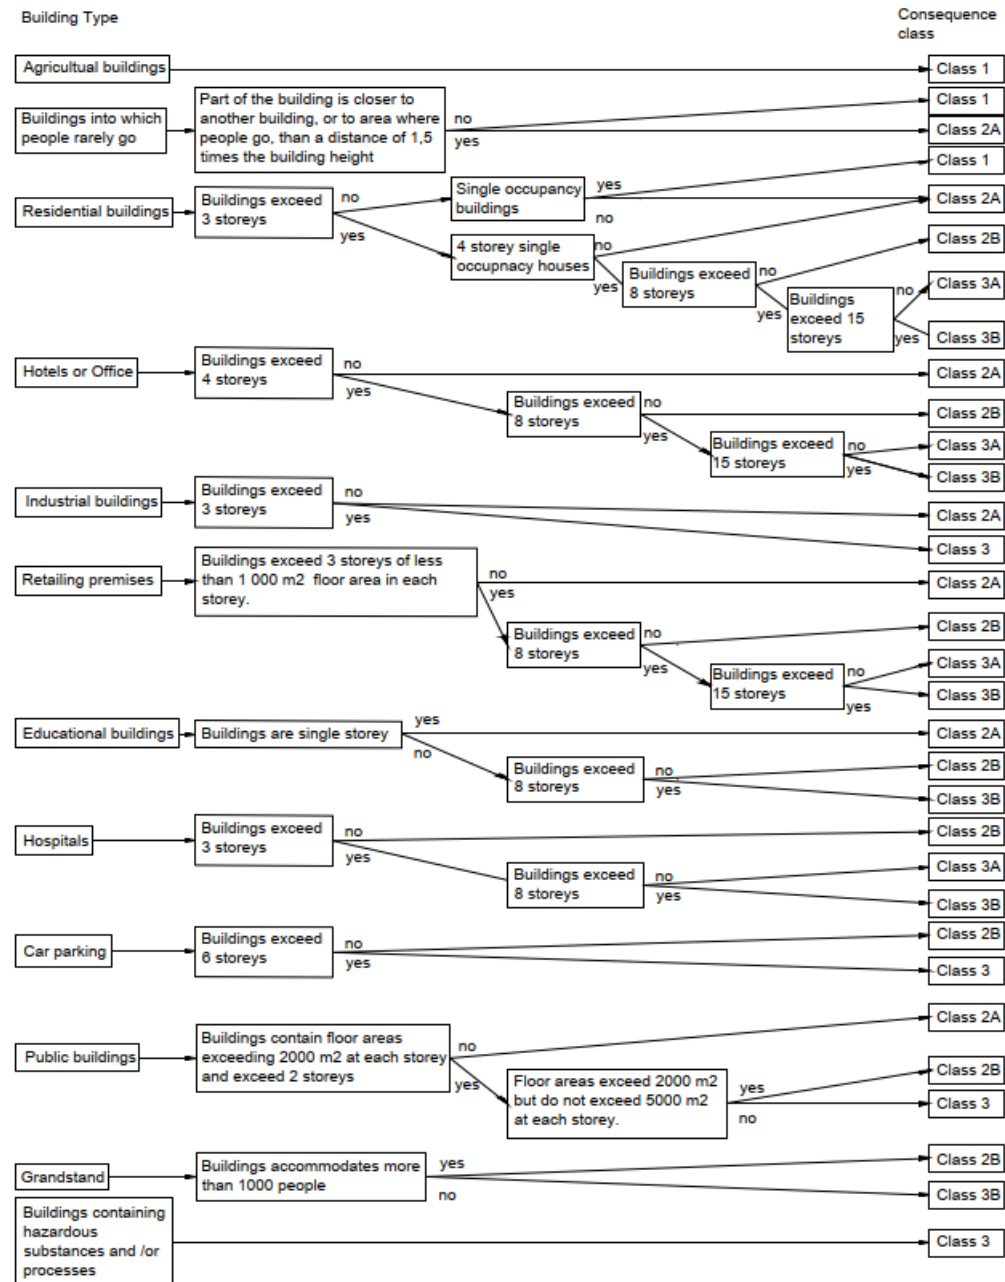 Building Type
Consequence
class
Agricultual buildings
Class 1
Buildings into which
people rarely go
Part of the building is closer to
another building, or to area where
people go, than a distance of 1,5
times the building height
no
yes
Class 1
Class 2A
Residential buildings
Buildings exceed
3 storeys
no
yes
Single occupancy
buildings
yes
no
Class 1
Class 2A
4 storey single
occupnacy houses
no
yes
Buildings exceed
8 storeys
no
yes
Class 2B
Buildings
exceed 15
storeys
no
yes
Class 3A
Class 3B
Hotels or Office
Buildings exceed
4 storeys
no
yes
Class 2A
Buildings exceed
8 storeys
no
yes
Class 2B
Buildings exceed
15 storeys
no
yes
Class 3A
Class 3B
Industrial buildings
Buildings exceed
3 storeys
no
yes
Class 2A
Class 3
Retailing premises
Buildings exceed 3 storeys of less
than 1 000 m2 floor area in each
storey.
no
yes
Class 2A
Buildings exceed
8 storeys
no
yes
Class 2B
Buildings exceed
15 storeys
no
yes
Class 3A
Class 3B
Educational buildings
Buildings are single storey
yes
no
Class 2A
Buildings exceed
8 storeys
no
yes
Class 2B
Class 3B
Hospitals
Buildings exceed
3 storeys
no
yes
Class 2B
Buildings exceed
8 storeys
no
yes
Class 3A
Class 3B
Car parking
Buildings exceed
6 storeys
no
yes
Class 2B
Class 3
Public buildings
Buildings contain floor areas
exceeding 2000 m2 at each storey
and exceed 2 storeys
no
yes
Class 2A
Floor areas exceed 2000 m2
but do not exceed 5000 m2
at each storey.
yes
no
Class 2B
Class 3
Grandstand
Buildings accommodates more
than 1000 people
yes
no
Class 2B
Class 3B
Buildings containing
hazardous
substances and /or
processes
Class 3